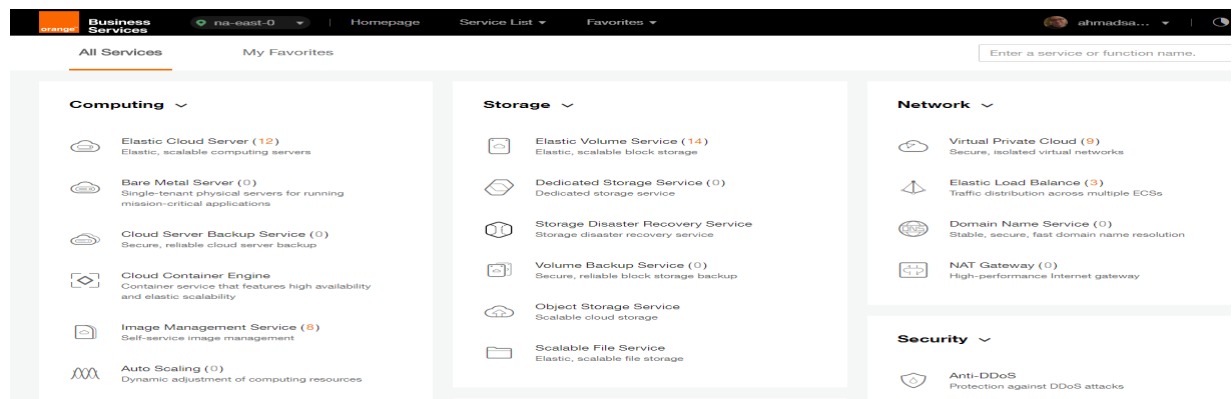 orange Business Services
na-east-0
Homepage
Service List
Favorites
ahmadsa...
All Services
My Favorites
Enter a service or function name.
Computing
Elastic Cloud Server (12)
Elastic, scalable computing servers
Bare Metal Server (0)
Single-tenant physical servers for running
mission-critical applications
Cloud Server Backup Service (0)
Secure, reliable cloud server backup
Cloud Container Engine
Container service that features high availability
and elastic scalability
Image Management Service (8)
Self-service image management
Auto Scaling (0)
Dynamic adjustment of computing resources
Storage
Elastic Volume Service (14)
Elastic, scalable block storage
Dedicated Storage Service (0)
Dedicated storage service
Storage Disaster Recovery Service
Storage disaster recovery service
Volume Backup Service (0)
Secure, reliable block storage backup
Object Storage Service
Scalable cloud storage
Scalable File Service
Elastic, scalable file storage
Network
Virtual Private Cloud (9)
Secure, isolated virtual networks
Elastic Load Balance (3)
Traffic distribution across multiple ECSs
Domain Name Service (0)
Stable, secure, fast domain name resolution
NAT Gateway (0)
High-performance Internet gateway
Security
Anti-DDoS
Protection against DDoS attacks